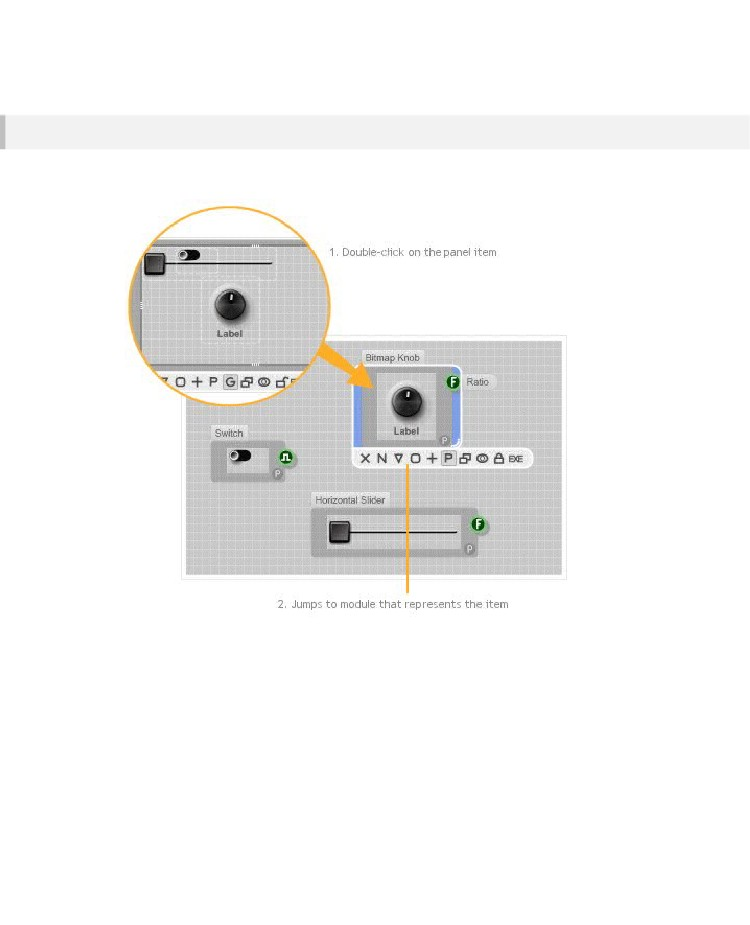 1. Double-click on the panel item
Label
P G
Bitmap Knob
F Ratio
Label
P
X N P EXE
Switch
P
Horizontal Slider
F
P
2. Jumps to module that represents the item